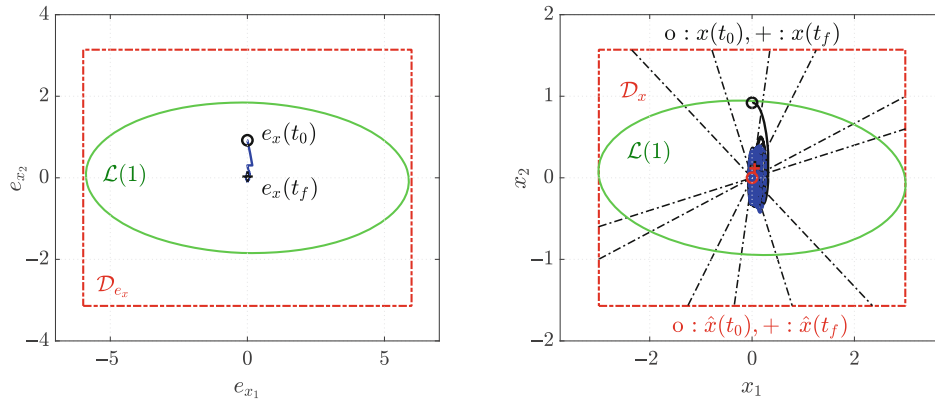 4
2
0
−2
−4
−5
0
5
e_{x_2}
e_{x_1}
e_x(t_0)
ℒ(1)
e_x(t_f)
𝒟_{e_x}
2
1
0
−1
−2
−2
0
2
x_2
x_1
o : x(t_0), + : x(t_f)
𝒟_x
ℒ(1)
o : x̂(t_0), + : x̂(t_f)